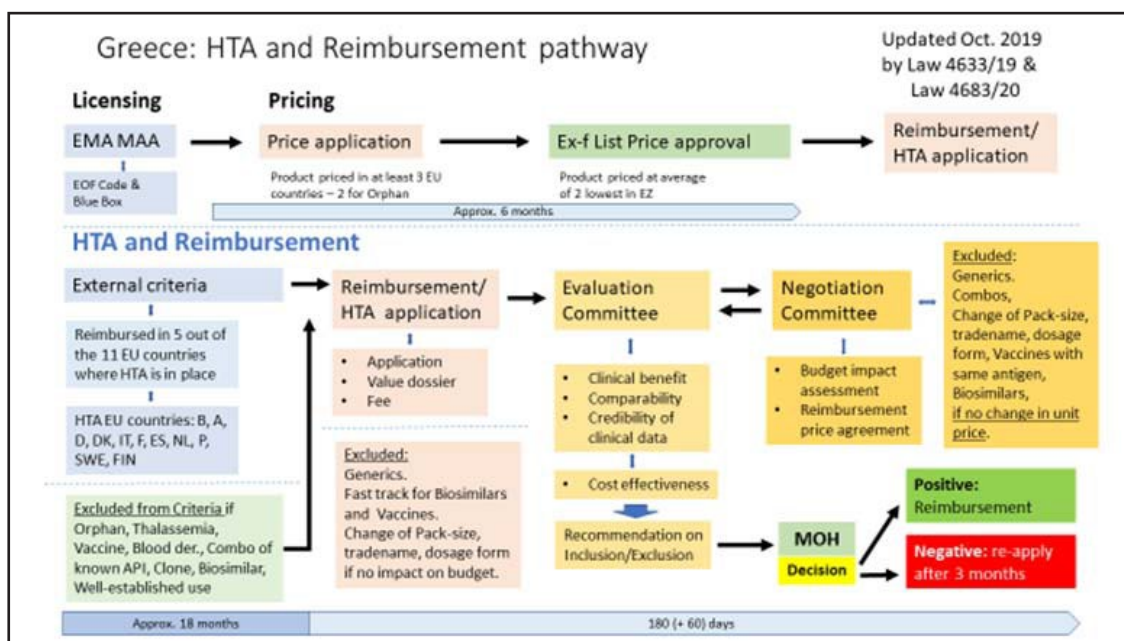 Greece: HTA and Reimbursement pathway
Updated Oct. 2019
by Law 4633/19 &
Law 4683/20
Licensing
Pricing
EMA MAA
Price application
Ex-f List Price approval
Reimbursement/
HTA application
EOF Code &
Blue Box
Product priced in at least 3 EU
countries – 2 for Orphan
Product priced at average
of 2 lowest in EZ
Approx. 6 months
HTA and Reimbursement
External criteria
Reimbursed in 5 out of
the 11 EU countries
where HTA is in place
HTA EU countries: B, A,
D, DK, IT, F, ES, NL, P,
SWE, FIN
Excluded from Criteria if
Orphan, Thalassemia,
Vaccine, Blood der., Combo of
known API, Clone, Biosimilar,
Well-established use
Reimbursement/
HTA application
• Application
• Value dossier
• Fee
Excluded:
Generics.
Fast track for Biosimilars
and Vaccines.
Change of Pack-size,
tradename, dosage form
if no impact on budget.
Evaluation
Committee
• Clinical benefit
• Comparability
• Credibility of
clinical data
• Cost effectiveness
Recommendation on
Inclusion/Exclusion
Negotiation
Committee
• Budget impact
assessment
• Reimbursement
price agreement
Excluded:
Generics.
Combos,
Change of Pack-size,
tradename, dosage
form, Vaccines with
same antigen,
Biosimilars,
if no change in unit
price.
MOH
Decision
Positive:
Reimbursement
Negative: re-apply
after 3 months
Approx. 18 months
180 (+ 60) days